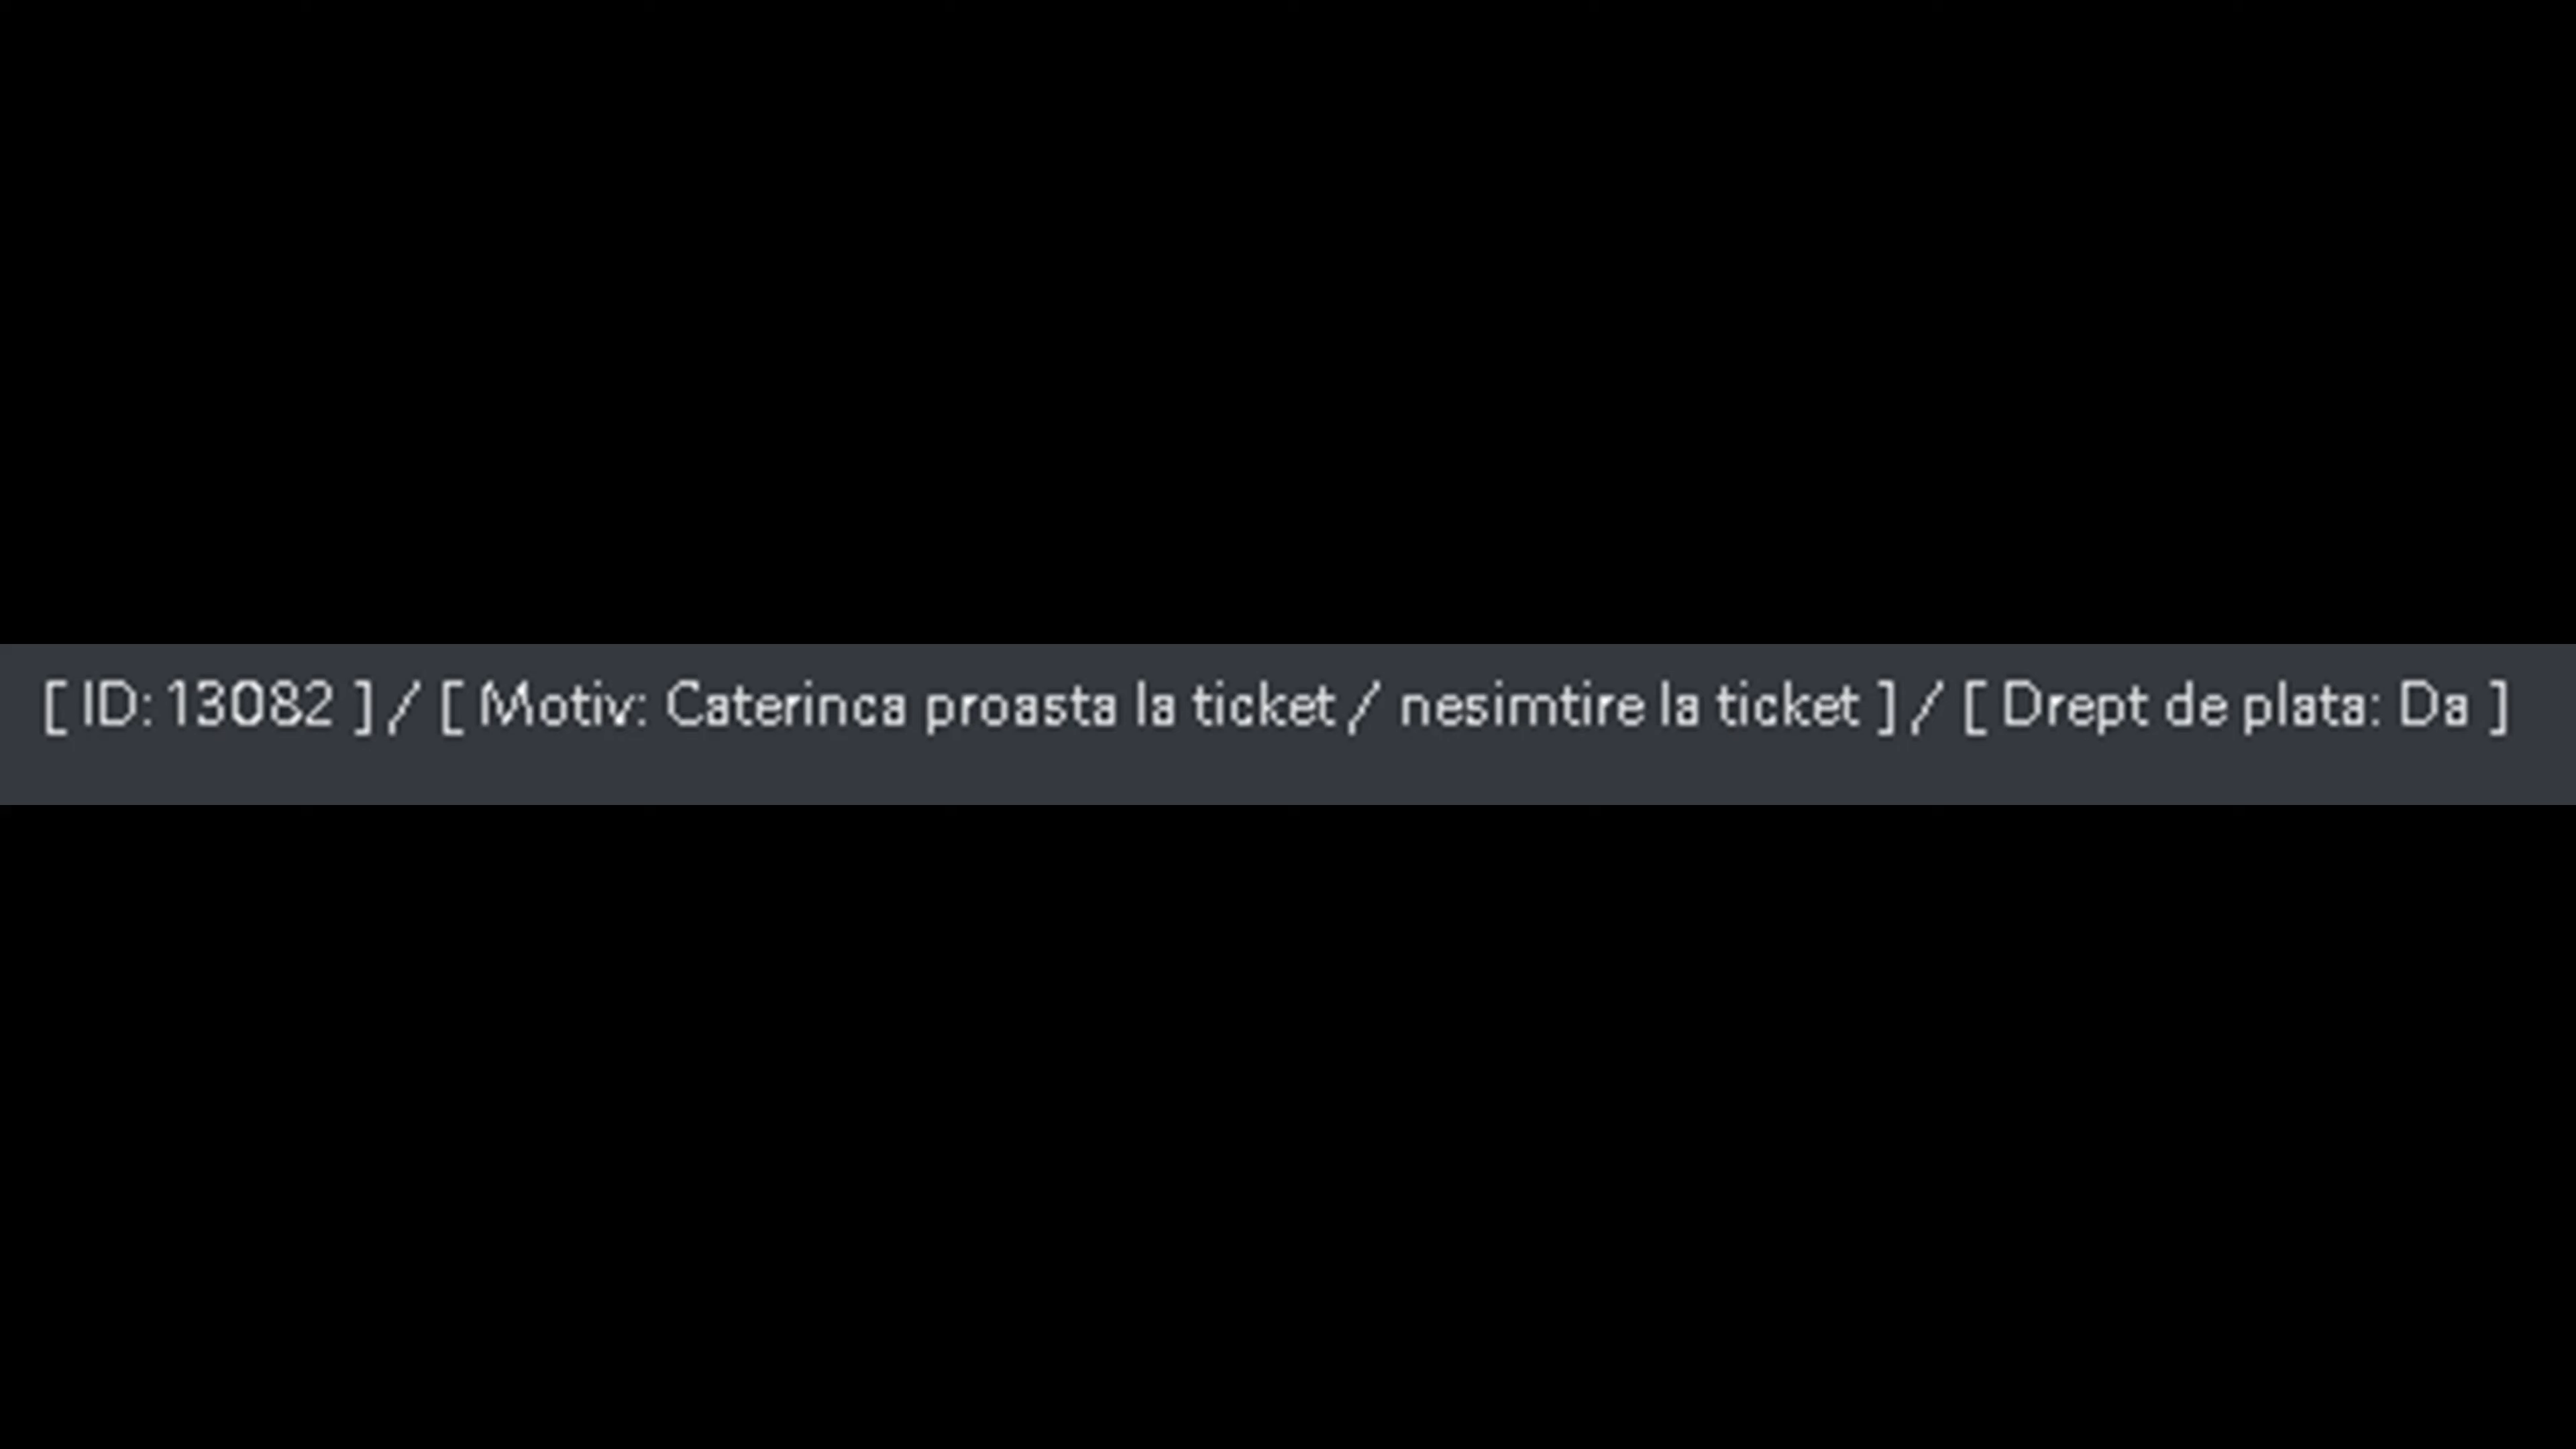 [ ID: 13082 ] / [ Motiv: Caterinca proasta la ticket / nesimtire la ticket ] / [ Drept de plata: Da ]